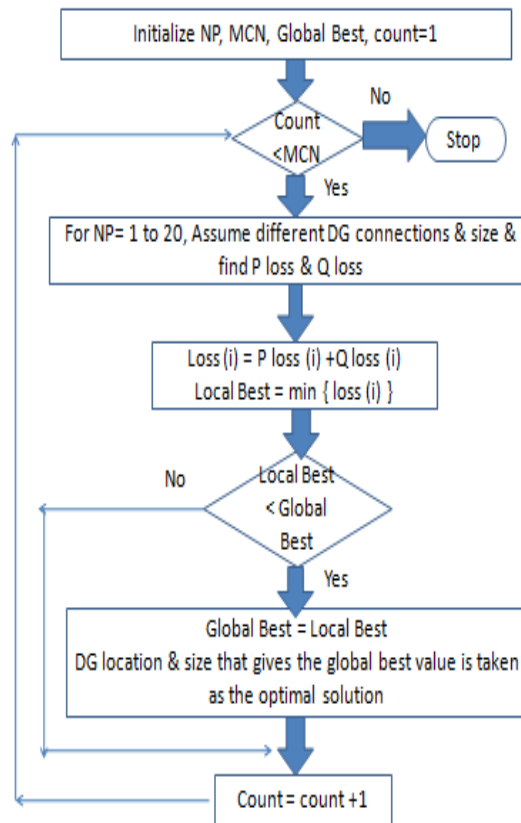 Initialize NP, MCN, Global Best, count=1
No
Count
<MCN
Stop
Yes
For NP= 1 to 20, Assume different DG connections & size &
find P loss & Q loss
Loss (i) = P loss (i) +Q loss (i)
Local Best = min { loss (i) }
No
Local Best
< Global
Best
Yes
Global Best = Local Best
DG location & size that gives the global best value is taken
as the optimal solution
Count = count +1